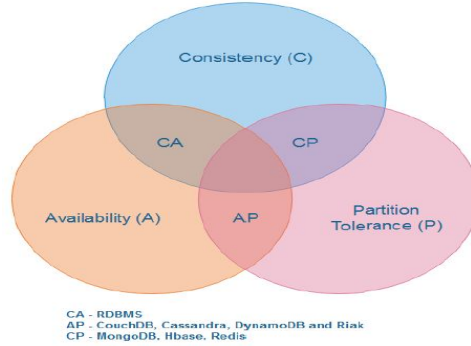 Consistency (C)
CA
CP
Availability (A)
AP
Partition
Tolerance (P)
CA - RDBMS
AP - CouchDB, Cassandra, DynamoDB and Riak
CP - MongoDB, Hbase, Redis